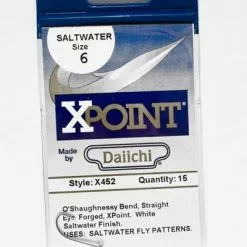 SALTWATER
Size
6
XPOINT
Made by
Daiichi
Style: X452 Quantity: 15
O'Shaughnessy Bend, Straight
Eye, Forged, XPoint. White
Saltwater Finish.
USES: SALTWATER FLY PATTERNS.